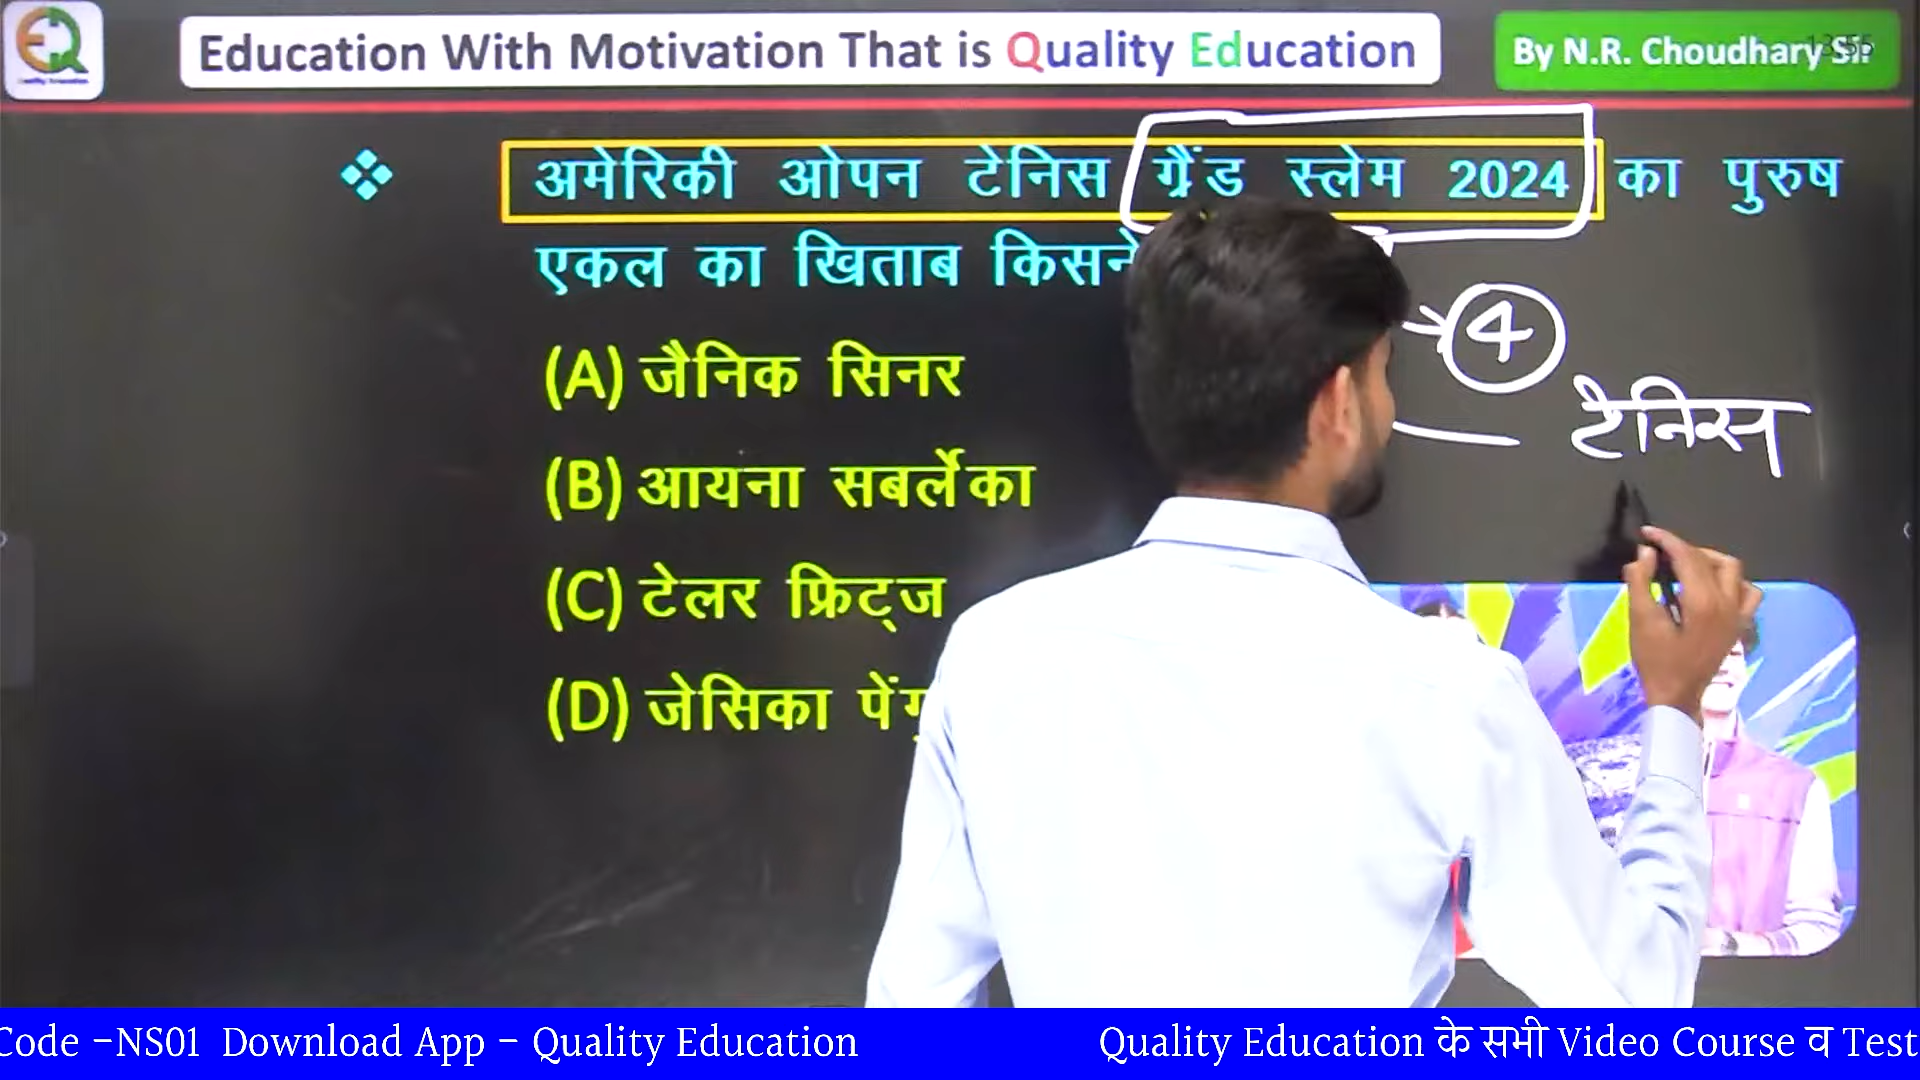 Education With Motivation That is Quality Education
By N.R. Choudhary Sir
अमेरिकी ओपन टेनिस ग्रैंड स्लेम 2024 का पुरुष
एकल का खिताब किसने
4
(A) जैनिक सिनर
टैनिस
(B) आयना सबर्लेका
(C) टेलर फ्रिट्ज
(D) जेसिका
Code -NS01 Download App - Quality Education
Quality Education के सभी Video Course व Test